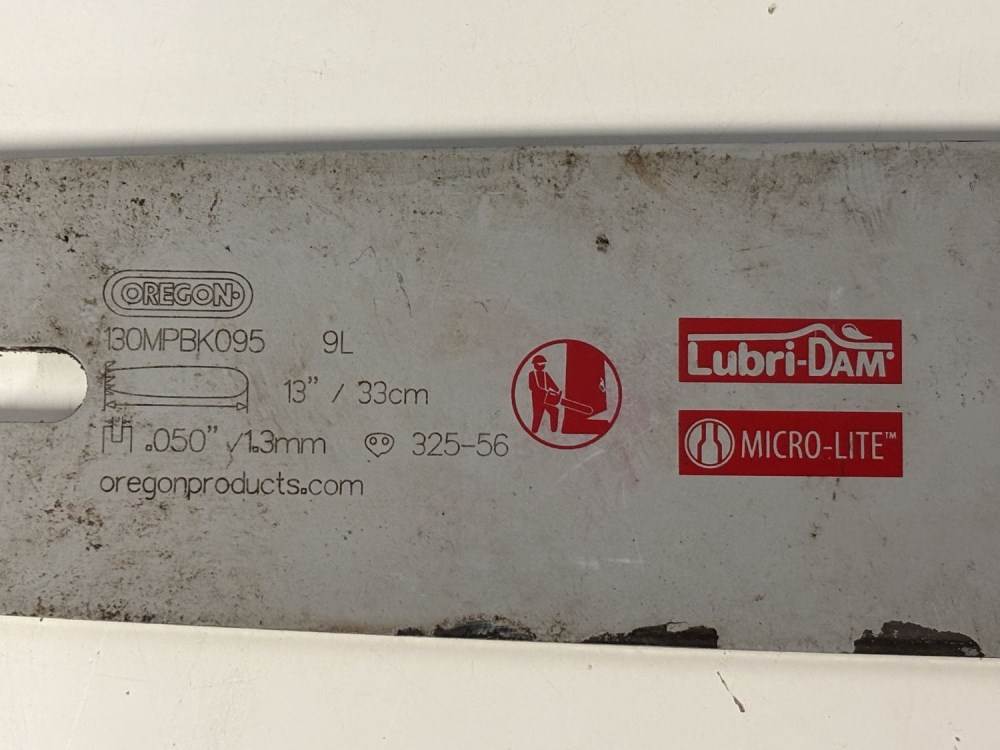 OREGON
130MPBK095 9L
13" / 33cm
.050" / 1.3mm 325-56
oregonproducts.com
Lubri-Dam
MICRO-LITE™